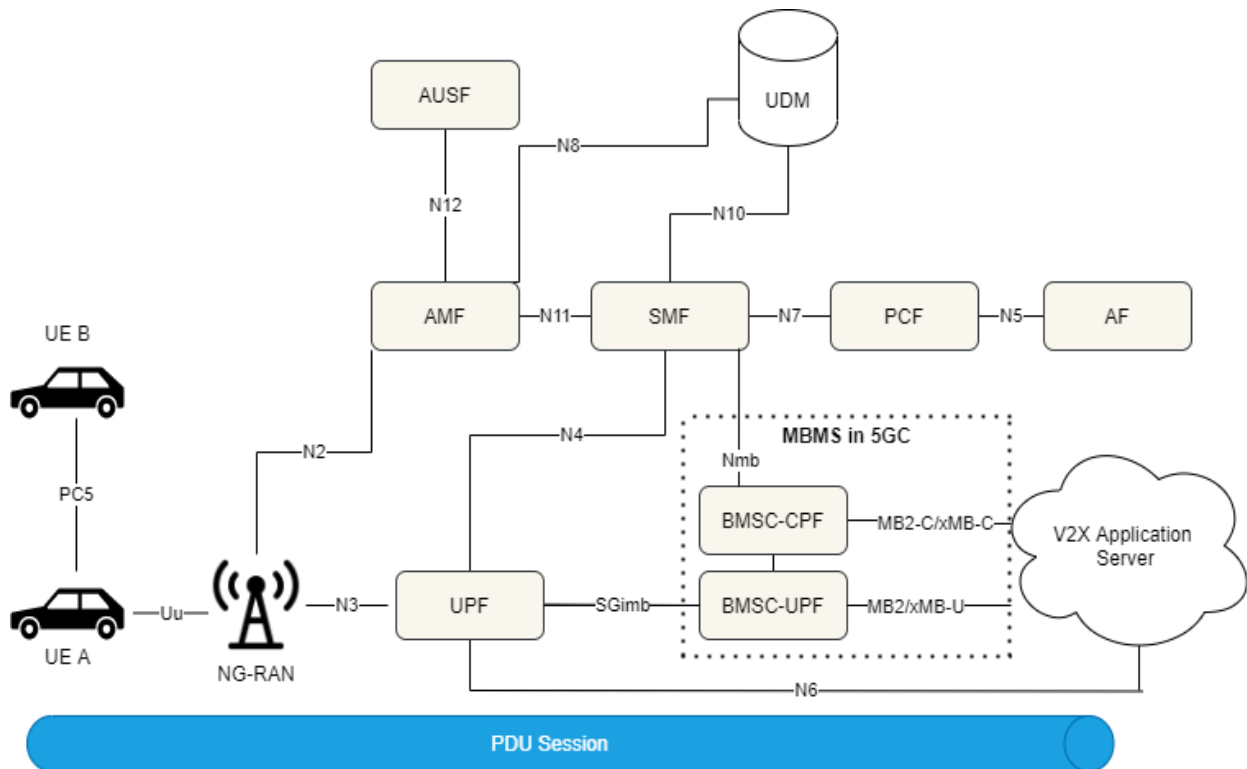 AUSF
UDM
N8
N12
N10
AMF
N11
SMF
N7
PCF
N5
AF
UE B
N2
N4
MBMS in 5GC
Nmb
PC5
BMSC-CPF
MB2-C/xMB-C
V2X Application
Server
UE A
Uu
NG-RAN
N3
UPF
SGimb
BMSC-UPF
MB2/xMB-U
N6
PDU Session